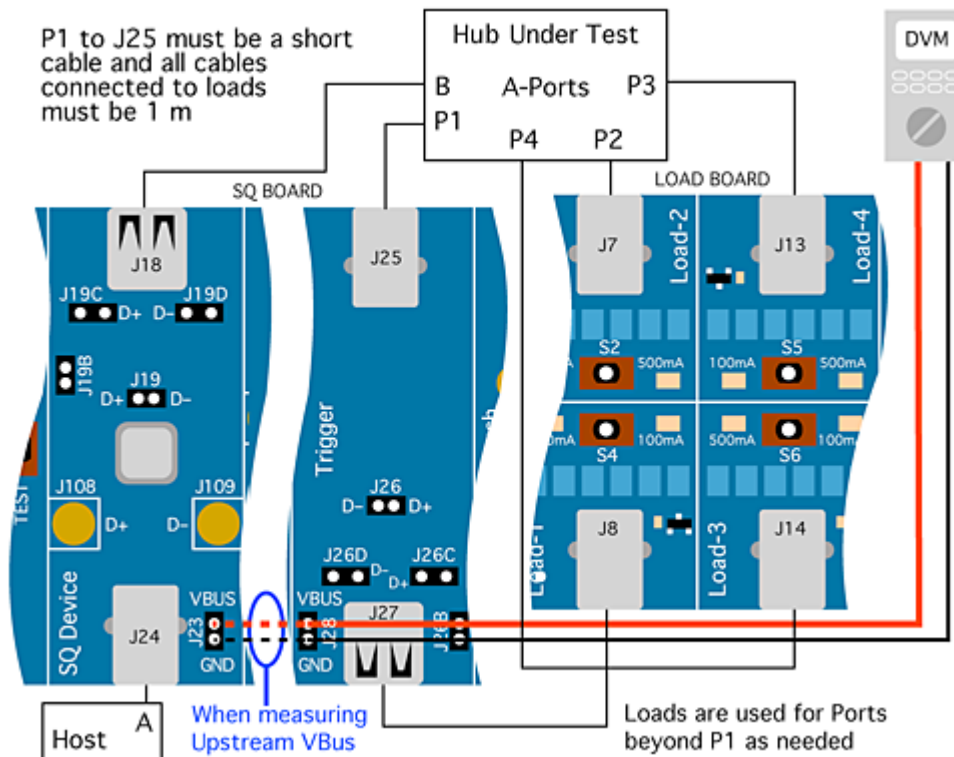 P1 to J25 must be a short
cable and all cables
connected to loads
must be 1 m
Hub Under Test
B
A-Ports
P3
P1
P4
P2
DVM
SQ BOARD
LOAD BOARD
J18
J19C
D+
D-
J19D
J19B
J19
D+
D-
TEST
J108
D+
J109
D-
SQ Device
J24
VBUS
J23
GND
J25
Trigger
J26
D-
D+
J26D
D-
D+
J26C
VBUS
J28
GND
J27
J26B
J7
Load-2
J13
Load-4
S2
500mA
100mA
S5
500mA
100mA
S4
500mA
S6
100mA
Load-1
J8
Load-3
J14
Host
A
When measuring
Upstream VBus
Loads are used for Ports
beyond P1 as needed